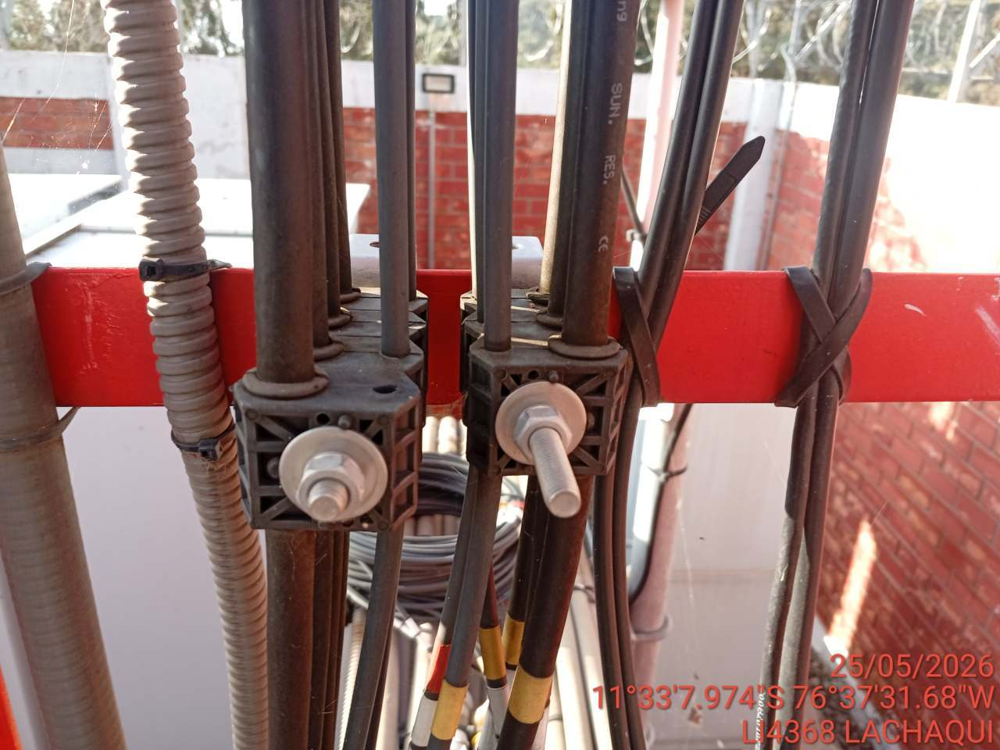 SUN. RES. CE
25/05/2026
11°33'7.974"S 76°37'31.68"W
LI4368 LACHAQUI